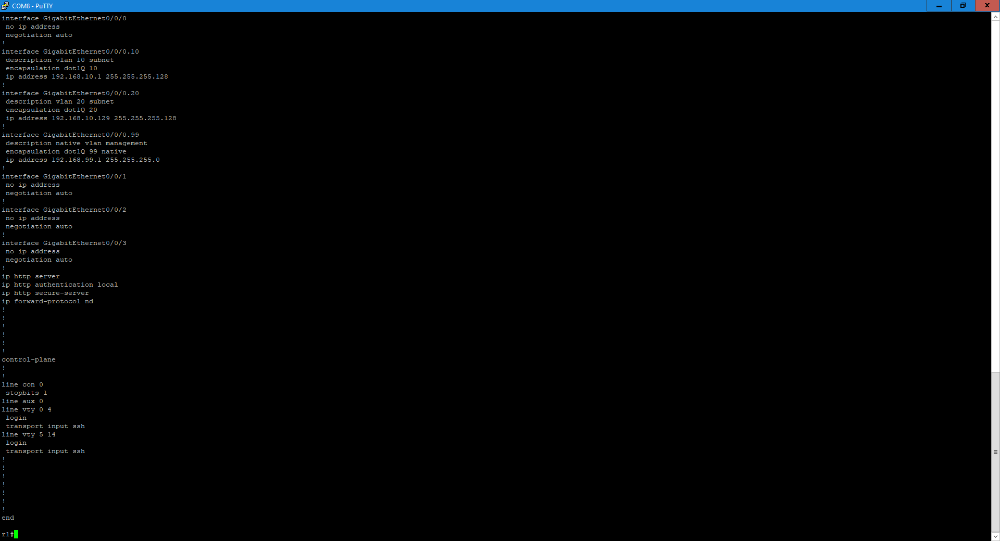 COM8 - PuTTY
interface GigabitEthernet0/0/0
 no ip address
 negotiation auto
!
interface GigabitEthernet0/0/0.10
 description vlan 10 subnet
 encapsulation dot1Q 10
 ip address 192.168.10.1 255.255.255.128
!
interface GigabitEthernet0/0/0.20
 description vlan 20 subnet
 encapsulation dot1Q 20
 ip address 192.168.10.129 255.255.255.128
!
interface GigabitEthernet0/0/0.99
 description native vlan management
 encapsulation dot1Q 99 native
 ip address 192.168.99.1 255.255.255.0
!
interface GigabitEthernet0/0/1
 no ip address
 negotiation auto
!
interface GigabitEthernet0/0/2
 no ip address
 negotiation auto
!
interface GigabitEthernet0/0/3
 no ip address
 negotiation auto
!
ip http server
ip http authentication local
ip http secure-server
ip forward-protocol nd
!
!
!
!
!
!
control-plane
!
!
line con 0
 stopbits 1
line aux 0
line vty 0 4
 login
 transport input ssh
line vty 5 14
 login
 transport input ssh
!
!
!
!
!
!
!
end
r1#